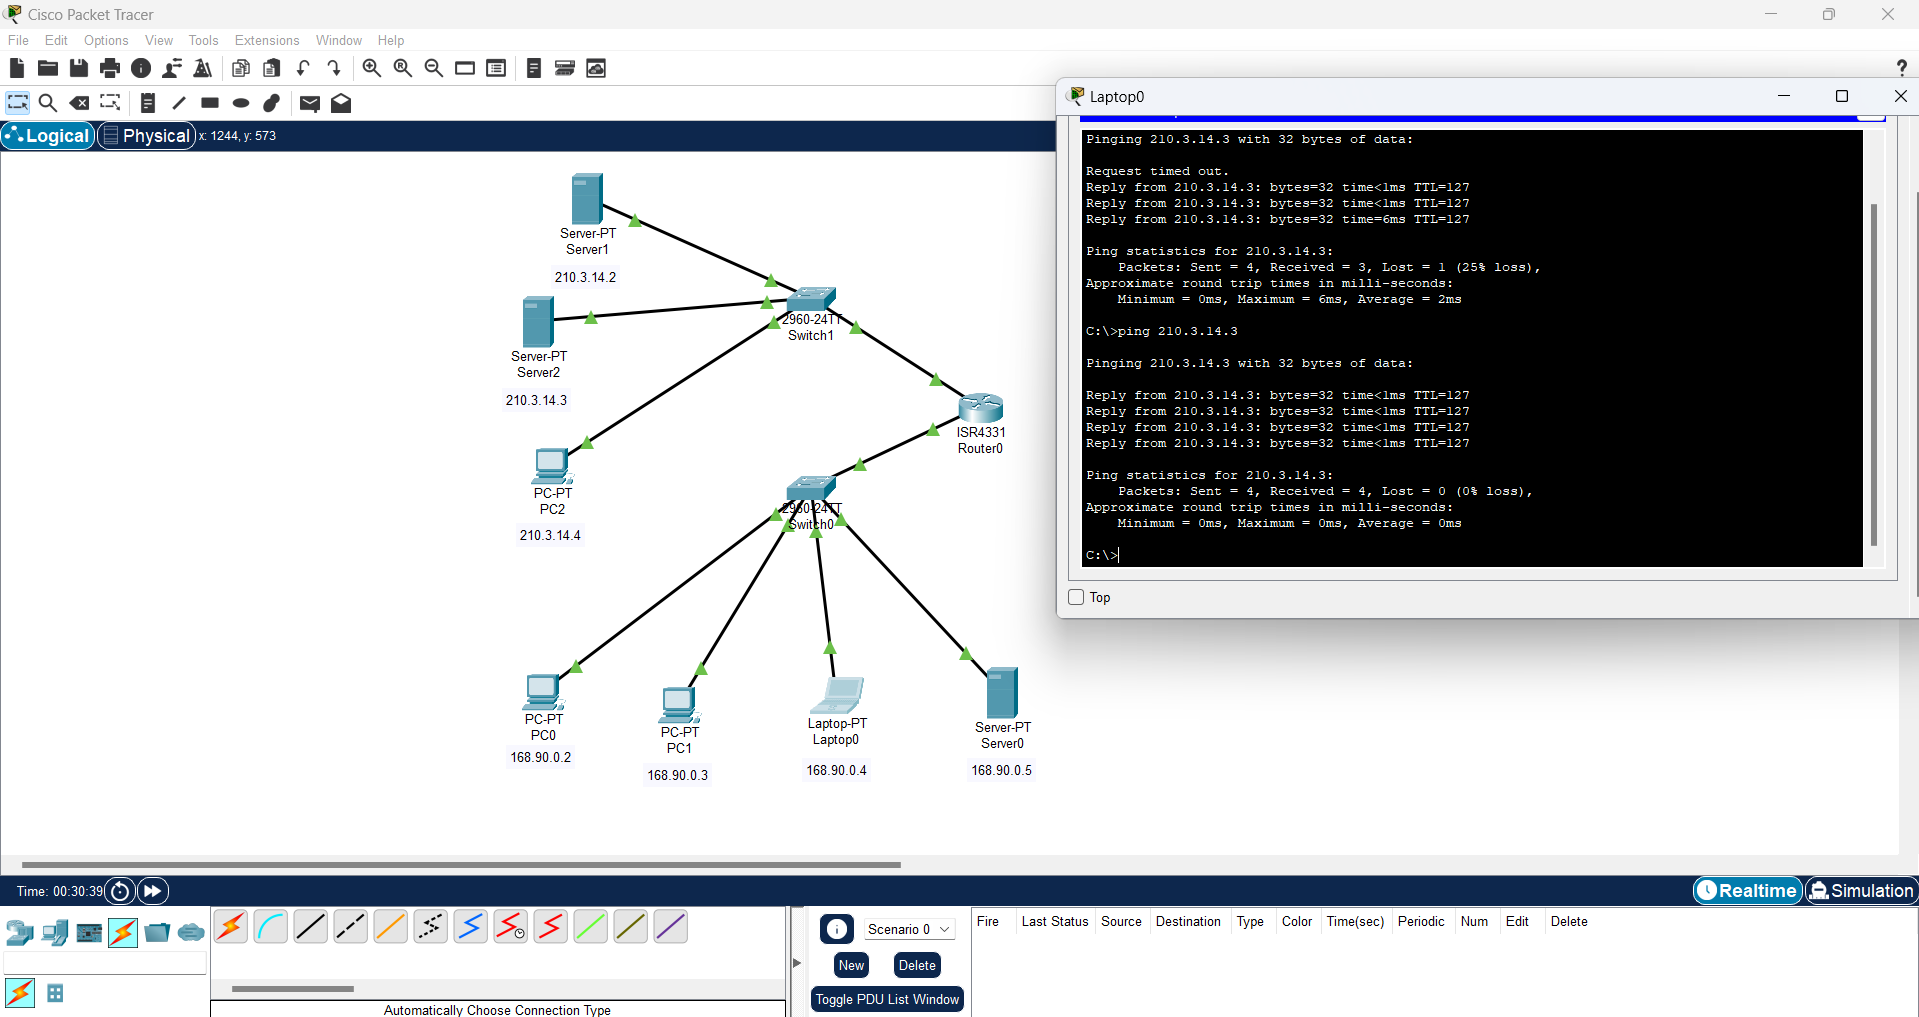 Cisco Packet Tracer
File Edit Options View Tools Extensions Window Help
Logical Physical x: 1244, y: 573
Server-PT
Server1
210.3.14.2
Server-PT
Server2
210.3.14.3
2960-24TT
Switch1
PC-PT
PC2
210.3.14.4
ISR4331
Router0
2960-24TT
Switch0
PC-PT
PC0
168.90.0.2
PC-PT
PC1
168.90.0.3
Laptop-PT
Laptop0
168.90.0.4
Server-PT
Server0
168.90.0.5
Laptop0
Pinging 210.3.14.3 with 32 bytes of data:
Request timed out.
Reply from 210.3.14.3: bytes=32 time<1ms TTL=127
Reply from 210.3.14.3: bytes=32 time<1ms TTL=127
Reply from 210.3.14.3: bytes=32 time=6ms TTL=127
Ping statistics for 210.3.14.3:
Packets: Sent = 4, Received = 3, Lost = 1 (25% loss),
Approximate round trip times in milli-seconds:
Minimum = 0ms, Maximum = 6ms, Average = 2ms
C:\>ping 210.3.14.3
Pinging 210.3.14.3 with 32 bytes of data:
Reply from 210.3.14.3: bytes=32 time<1ms TTL=127
Reply from 210.3.14.3: bytes=32 time<1ms TTL=127
Reply from 210.3.14.3: bytes=32 time<1ms TTL=127
Reply from 210.3.14.3: bytes=32 time<1ms TTL=127
Ping statistics for 210.3.14.3:
Packets: Sent = 4, Received = 4, Lost = 0 (0% loss),
Approximate round trip times in milli-seconds:
Minimum = 0ms, Maximum = 0ms, Average = 0ms
C:\>
Top
Time: 00:30:39
Realtime Simulation
Scenario 0
New Delete
Toggle PDU List Window
Fire Last Status Source Destination Type Color Time(sec) Periodic Num Edit Delete
Automatically Choose Connection Type